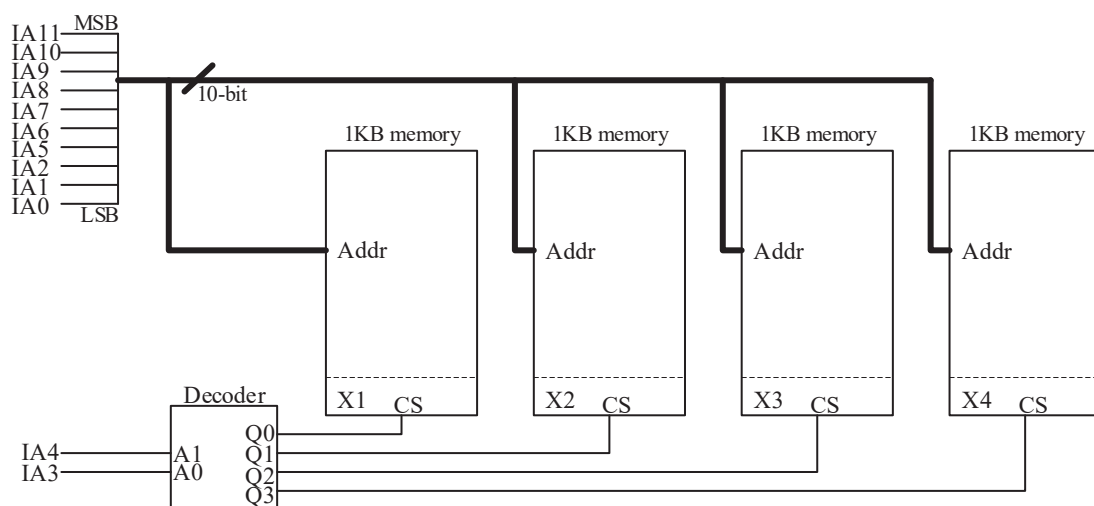 MSB
IA11
IA10
IA9
IA8
IA7
IA6
IA5
IA2
IA1
IA0
LSB
10-bit
1KB memory 1KB memory 1KB memory 1KB memory
Addr Addr Addr Addr
X1 CS X2 CS X3 CS X4 CS
Decoder
IA4 A1
IA3 A0
Q0
Q1
Q2
Q3